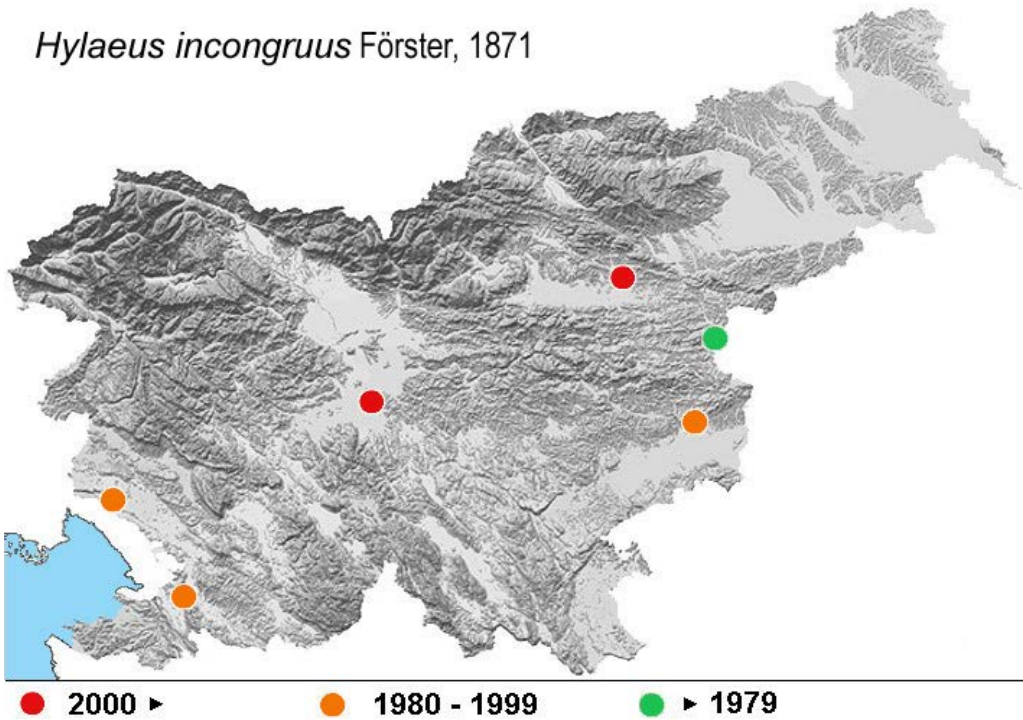 Hylaeus incongruus Förster, 1871
2000 ► 1980 - 1999 ► 1979